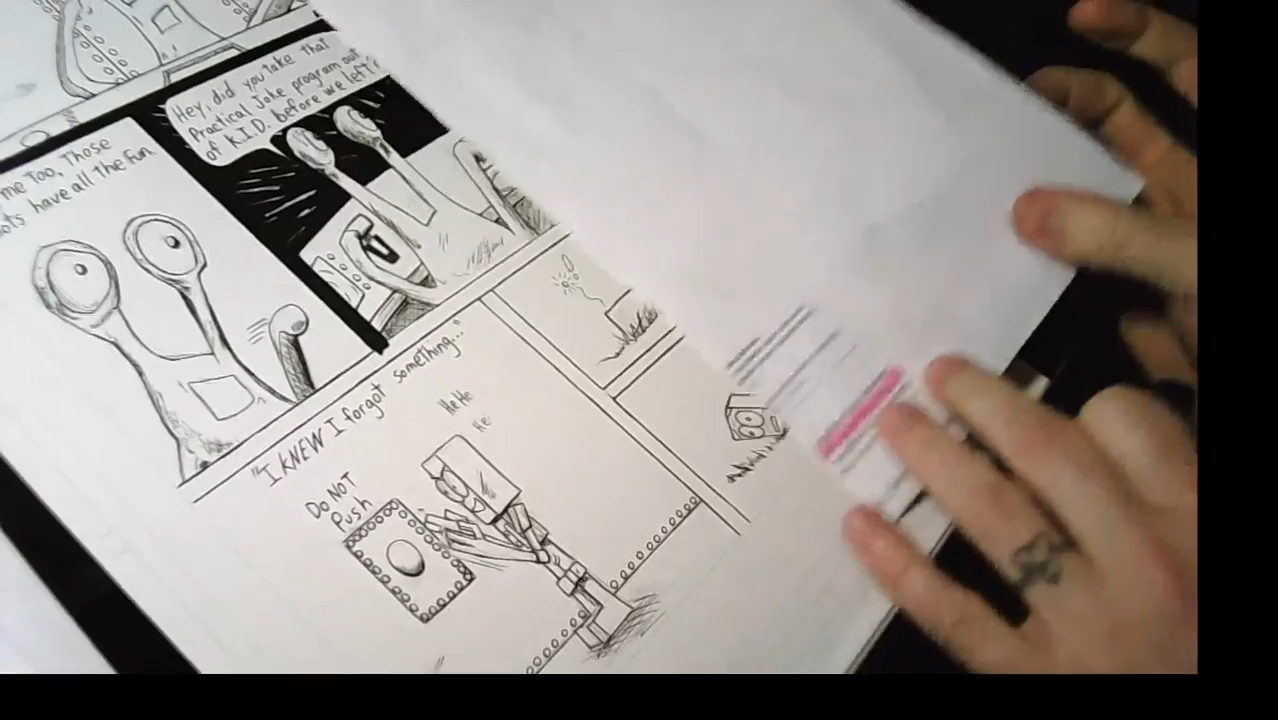 me Too, Those
have all the fun
Hey, did you take that
Practical Joke program out
of K.I.D. before we left?
"I KNEW I forgot something..."
He He
He
Do NOT
Push